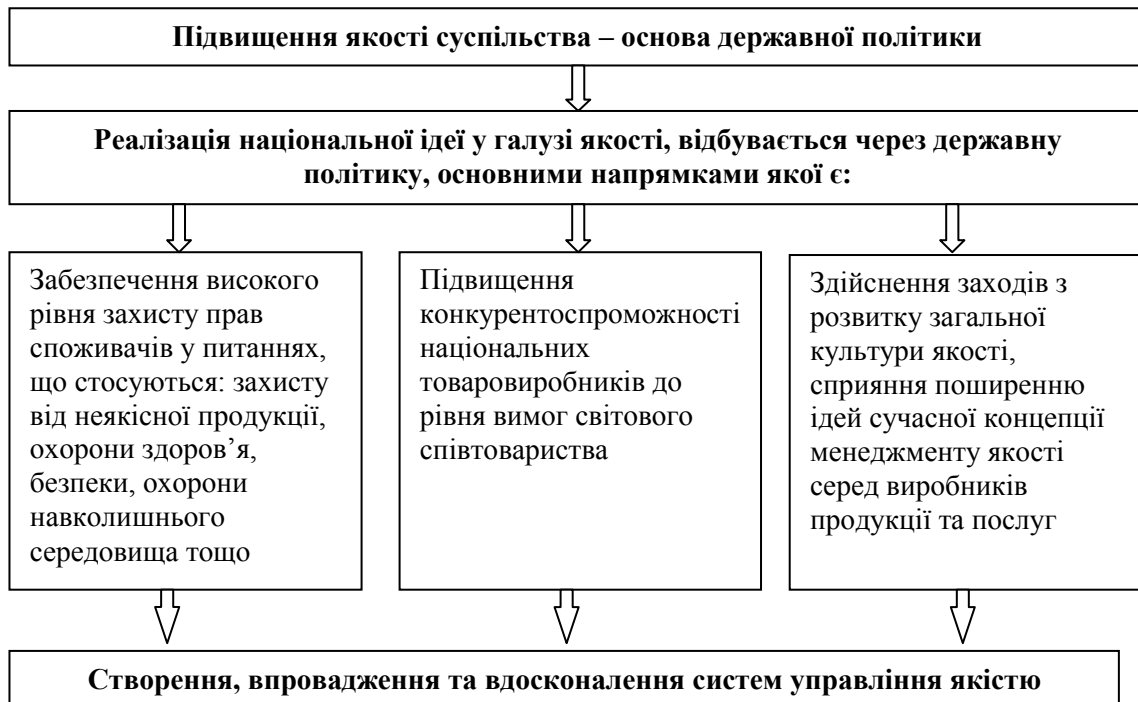 Підвищення якості суспільства – основа державної політики
Реалізація національної ідеї у галузі якості, відбувається через державну
політику, основними напрямками якої є:
Забезпечення високого
рівня захисту прав
споживачів у питаннях,
що стосуються: захисту
від неякісної продукції,
охорони здоров’я,
безпеки, охорони
навколишнього
середовища тощо
Підвищення
конкурентоспроможності
національних
товаровиробників до
рівня вимог світового
співтовариства
Здійснення заходів з
розвитку загальної
культури якості,
сприяння поширенню
ідей сучасної концепції
менеджменту якості
серед виробників
продукції та послуг
Створення, впровадження та вдосконалення систем управління якістю